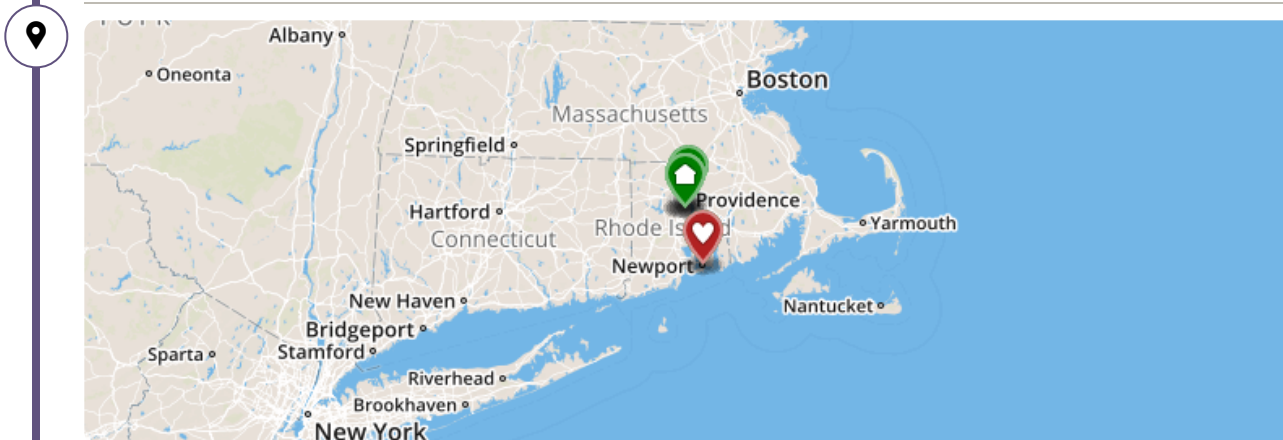 Albany
Oneonta
Boston
Massachusetts
Springfield
Providence
Hartford
Rhode Is d
Yarmouth
Connecticut
Newport
New Haven
Nantucket
Bridgeport
Stamford
Sparta
Riverhead
Brookhaven
New York